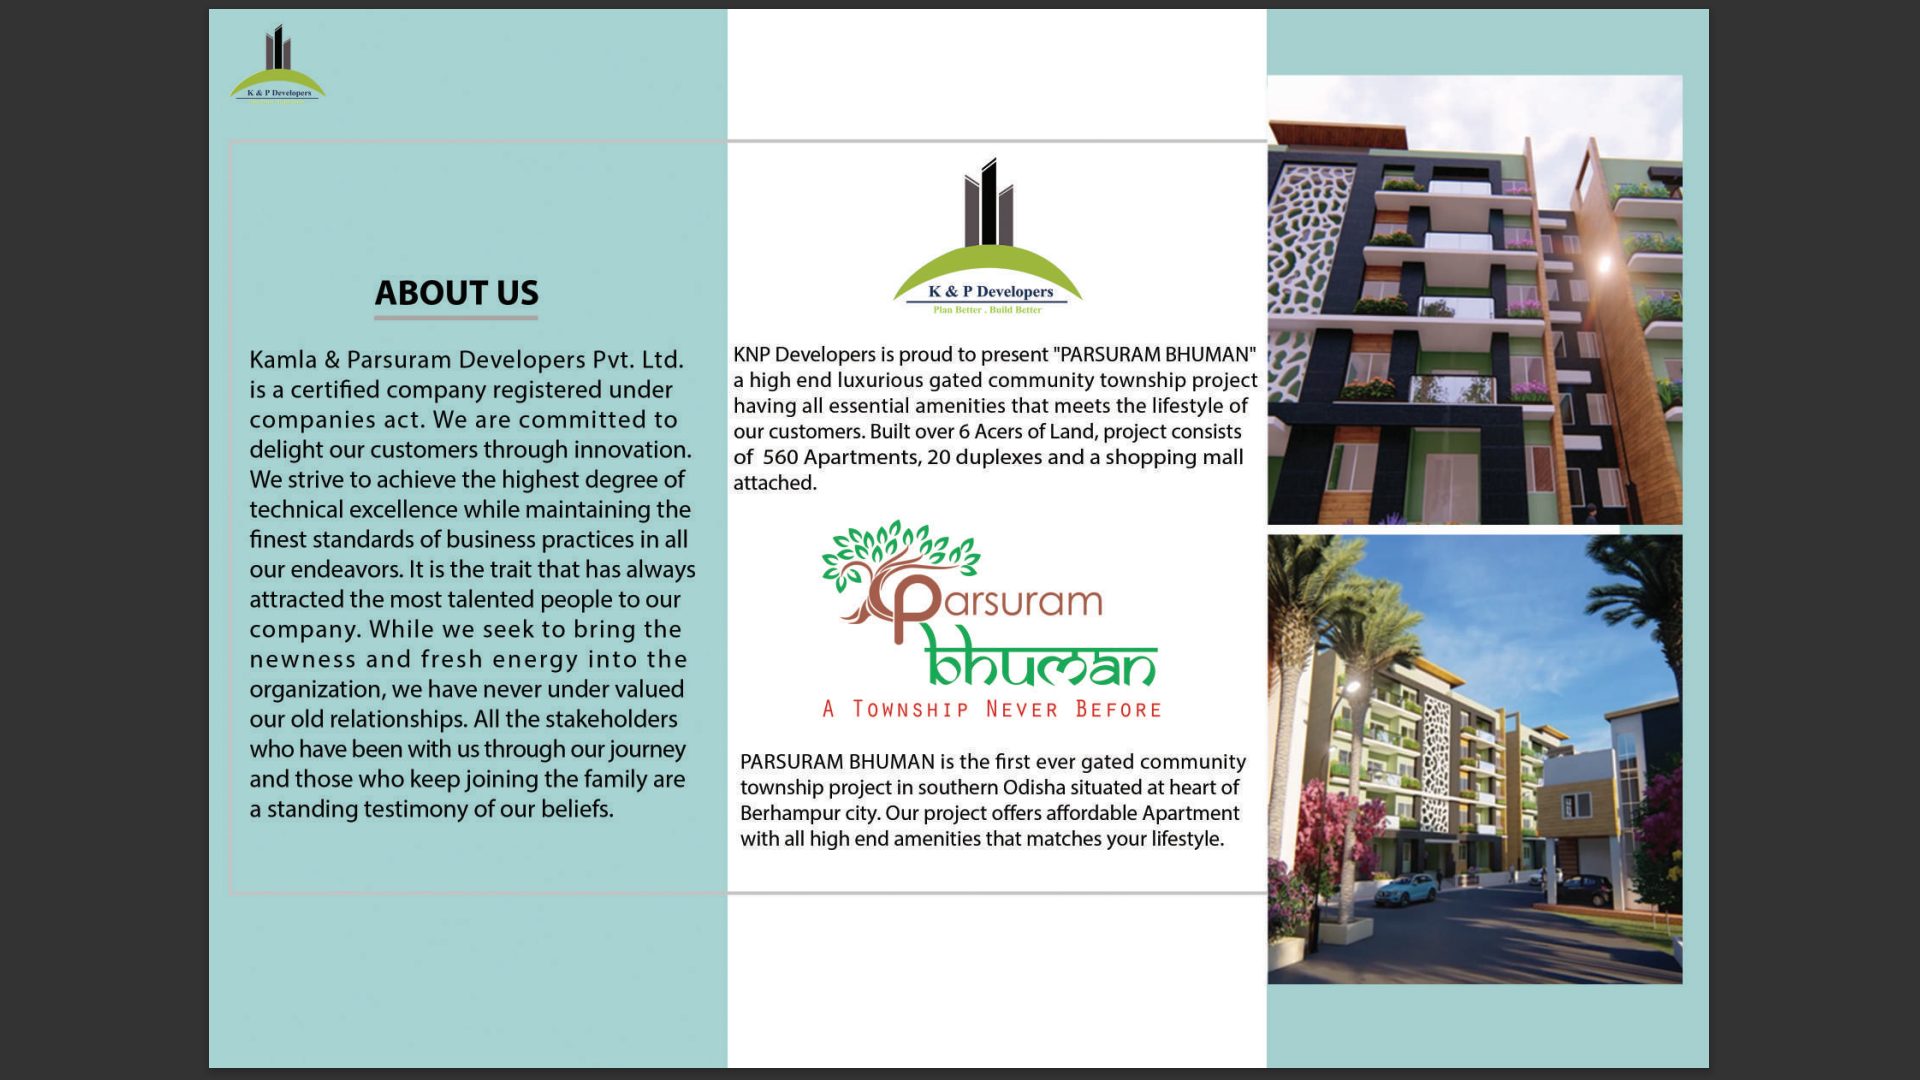 K & P Developers
ABOUT US
Kamla & Parsuram Developers Pvt. Ltd.
is a certified company registered under
companies act. We are committed to
delight our customers through innovation.
We strive to achieve the highest degree of
technical excellence while maintaining the
finest standards of business practices in all
our endeavors. It is the trait that has always
attracted the most talented people to our
company. While we seek to bring the
newness and fresh energy into the
organization, we have never under valued
our old relationships. All the stakeholders
who have been with us through our journey
and those who keep joining the family are
a standing testimony of our beliefs.
K & P Developers
Plan Better . Build Better
KNP Developers is proud to present "PARSURAM BHUMAN"
a high end luxurious gated community township project
having all essential amenities that meets the lifestyle of
our customers. Built over 6 Acers of Land, project consists
of 560 Apartments, 20 duplexes and a shopping mall
attached.
Parsuram
bhuman
A Township Never Before
PARSURAM BHUMAN is the first ever gated community
township project in southern Odisha situated at heart of
Berhampur city. Our project offers affordable Apartment
with all high end amenities that matches your lifestyle.